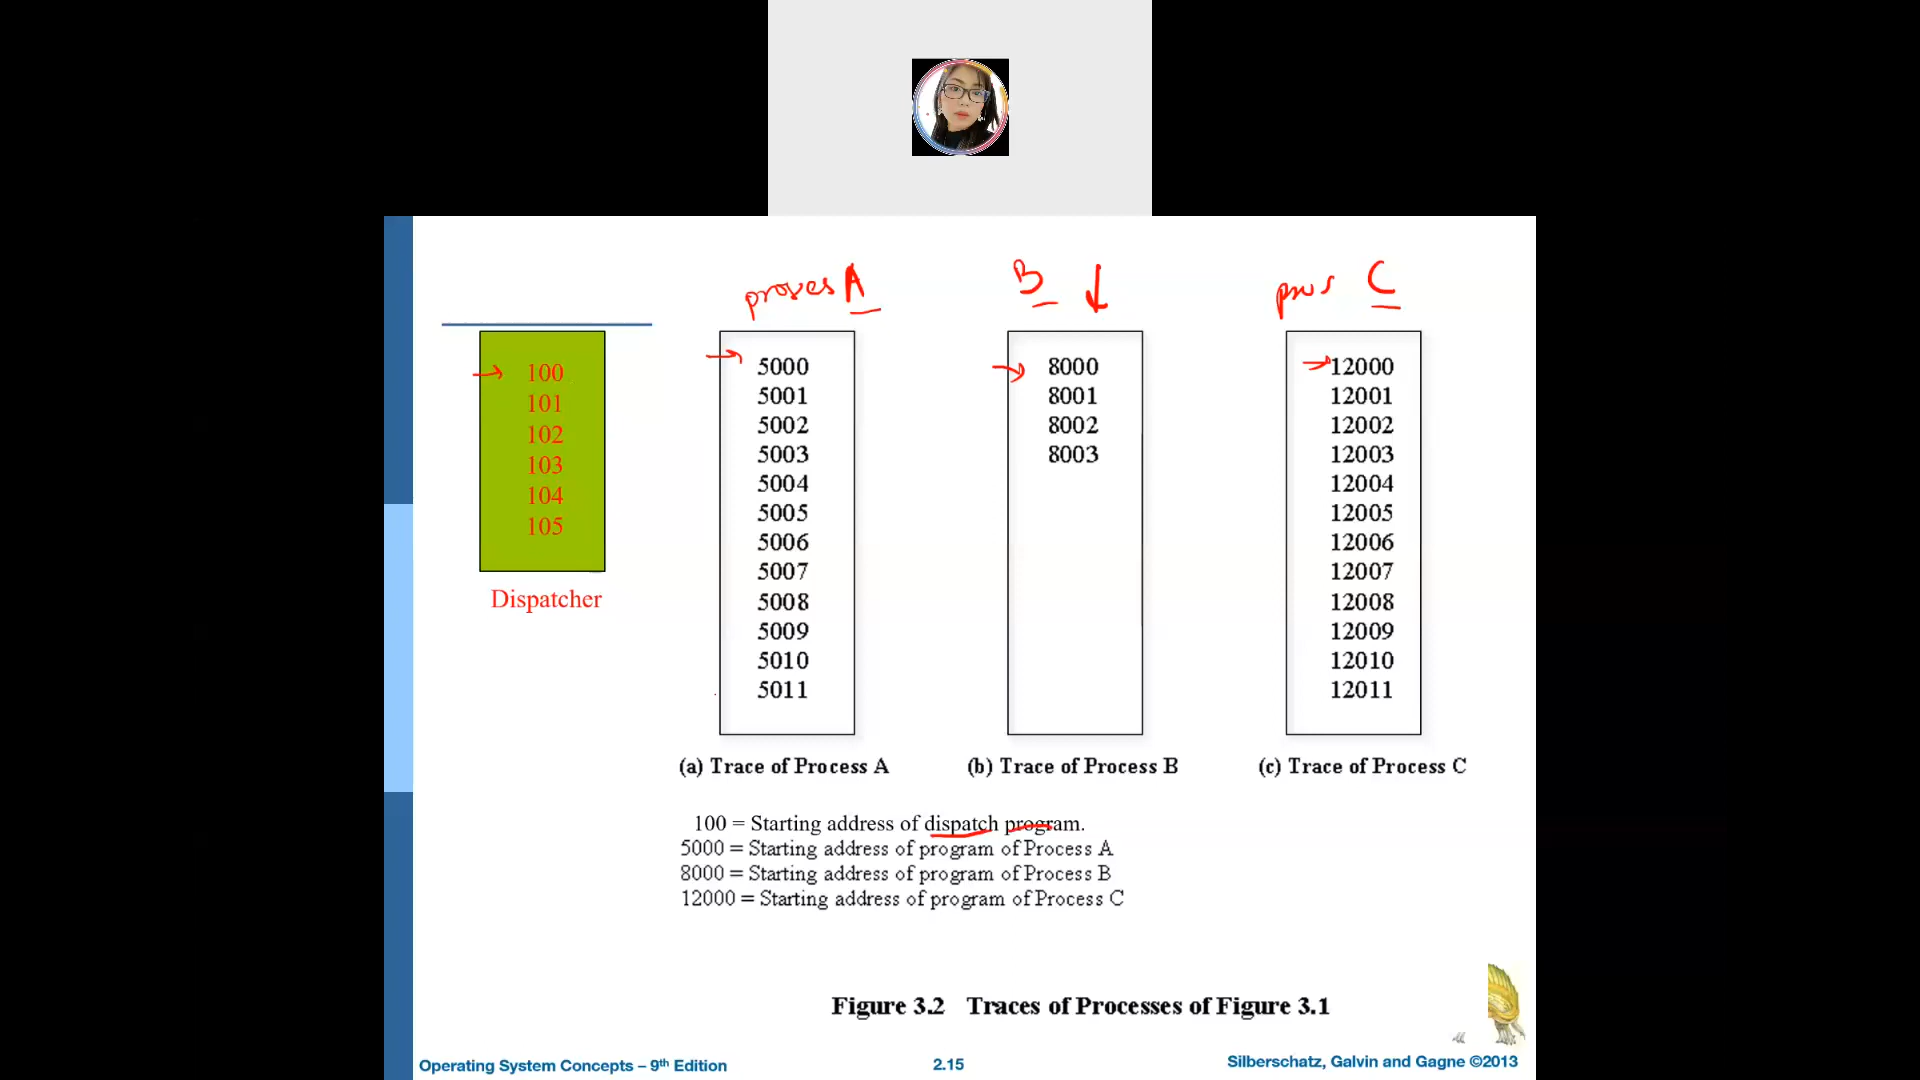 proses A
B
C
100
101
102
103
104
105
Dispatcher
5000
5001
5002
5003
5004
5005
5006
5007
5008
5009
5010
5011
8000
8001
8002
8003
12000
12001
12002
12003
12004
12005
12006
12007
12008
12009
12010
12011
(a) Trace of Process A
(b) Trace of Process B
(c) Trace of Process C
100 = Starting address of dispatch program.
5000 = Starting address of program of Process A
8000 = Starting address of program of Process B
12000 = Starting address of program of Process C
Figure 3.2 Traces of Processes of Figure 3.1
Operating System Concepts – 9th Edition
2.15
Silberschatz, Galvin and Gagne ©2013